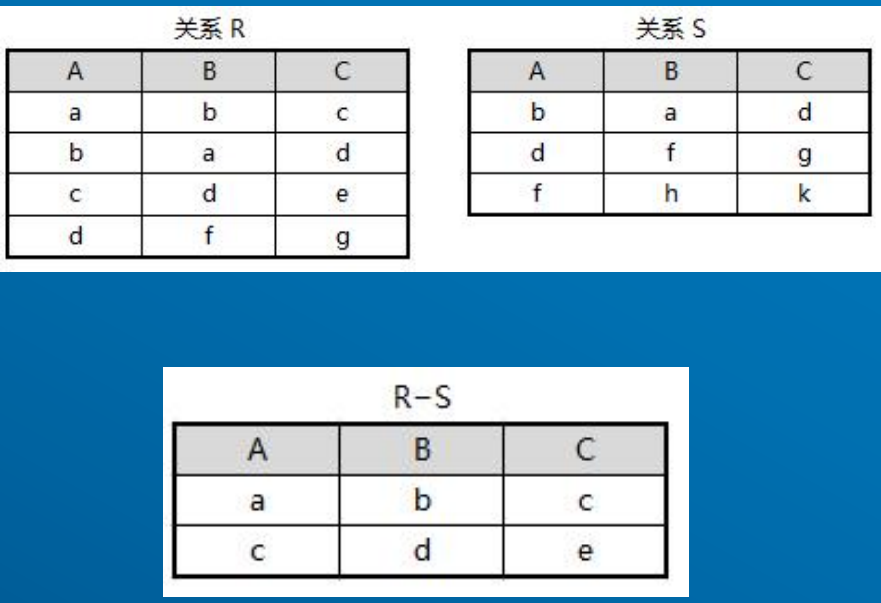 关系 R 关系 S
A B C A B C
a b c b a d
b a d d f g
c d e f h k
d f g
R-S
A B C
a b c
c d e